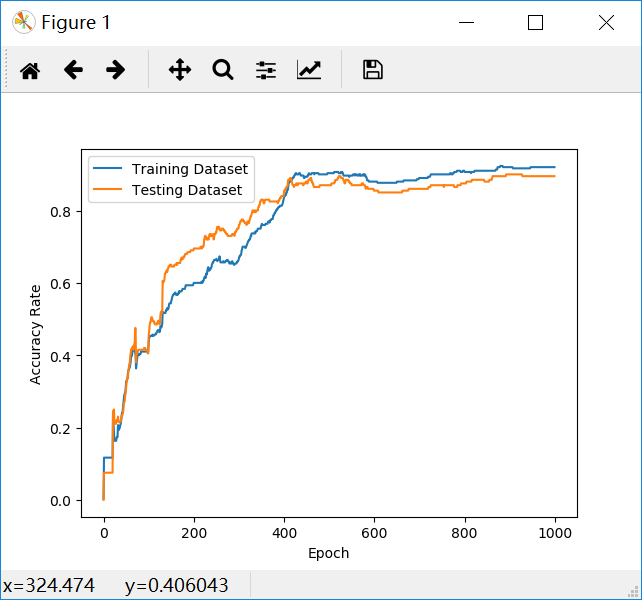 Figure 1
Training Dataset
Testing Dataset
0.8
0.6
0.4
0.2
0.0
Accuracy Rate
0 200 400 600 800 1000
Epoch
x=324.474 y=0.406043